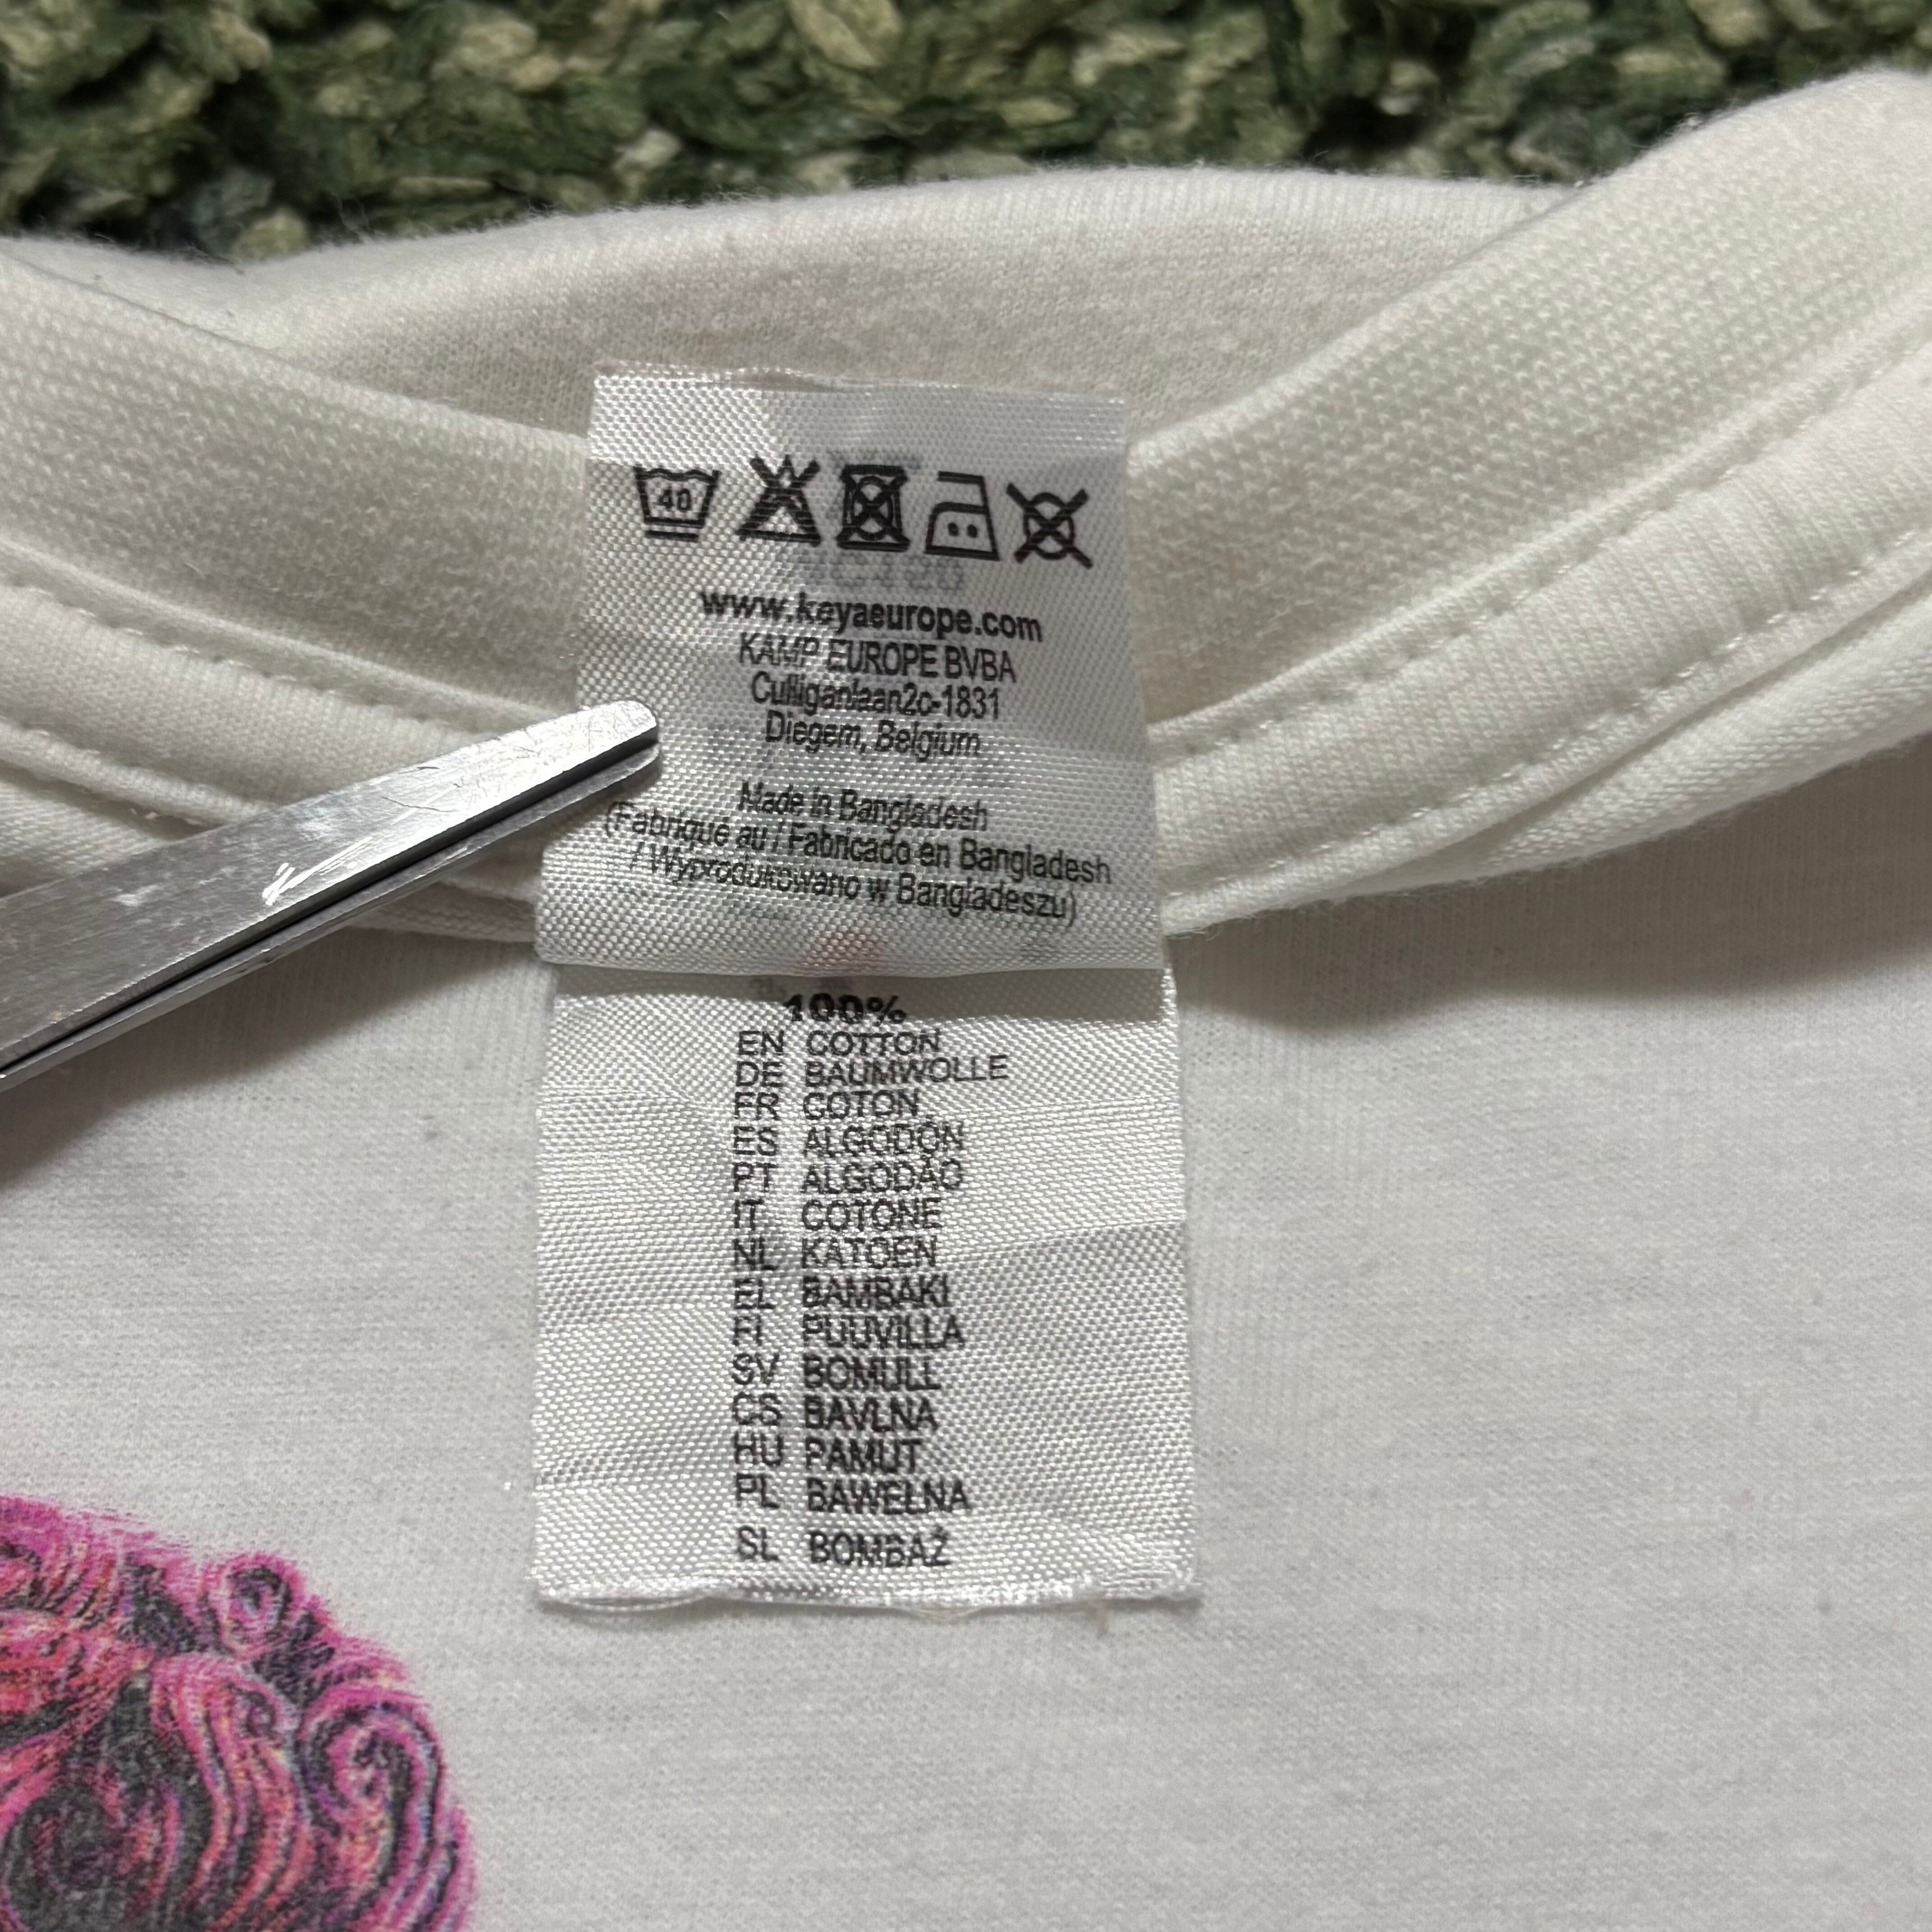 40
www.keyaeurope.com
KAMP EUROPE BVBA
Culliganlaan2c-1831
Diegem, Belgium
Made in Bangladesh
(Fabriqué au / Fabricado en Bangladesh
/ Wyprodukowano w Bangladeszu)
100%
EN COTTON
DE BAUMWOLLE
FR COTON
ES ALGODÓN
PT ALGODÃO
IT COTONE
NL KATOEN
EL BAMBAKI
FI PUUVILLA
SV BOMULL
CS BAVLNA
HU PAMUT
PL BAWEŁNA
SL BOMBAŽ